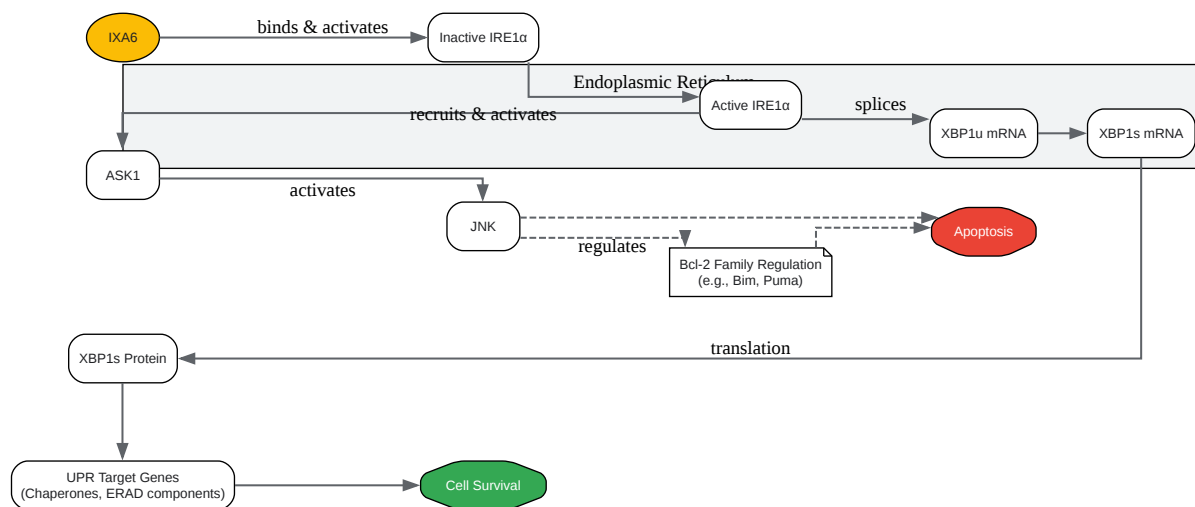 IXA6
binds & activates
Inactive IRE1α
Endoplasmic Reticulum
Active IRE1α
splices
recruits & activates
XBP1u mRNA
XBP1s mRNA
ASK1
activates
JNK
regulates
Apoptosis
Bcl-2 Family Regulation
(e.g., Bim, Puma)
XBP1s Protein
translation
UPR Target Genes
(Chaperones, ERAD components)
Cell Survival